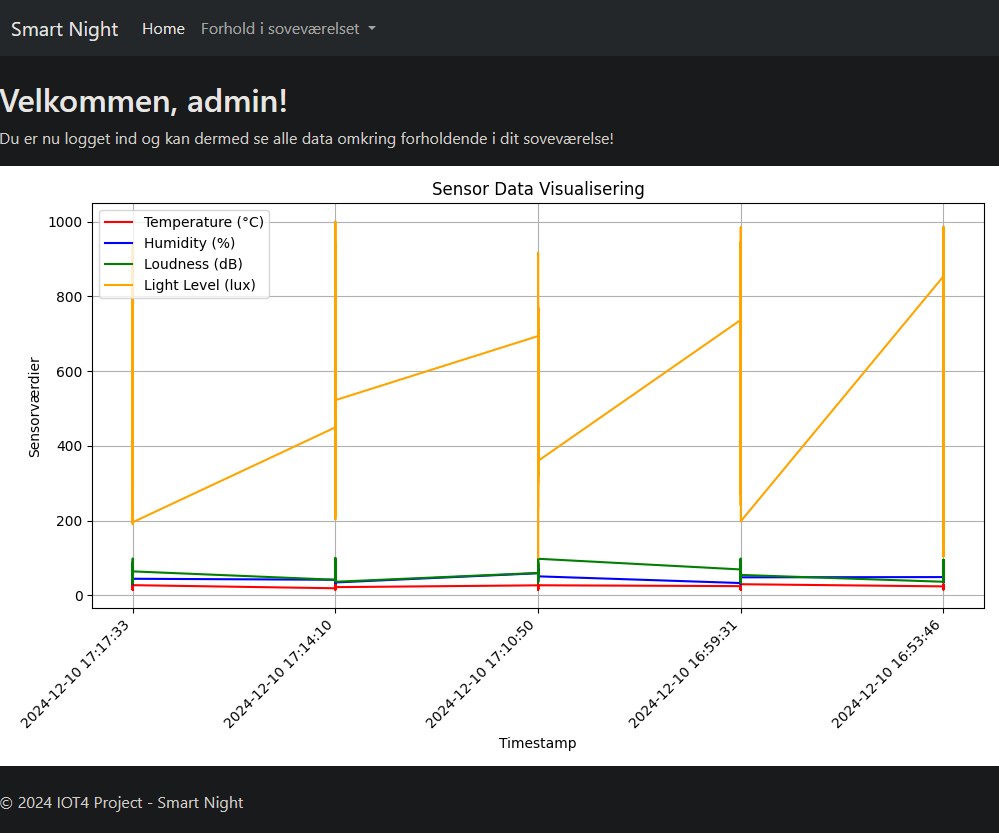 Smart Night Home Forhold i soveværelset
Velkommen, admin!
Du er nu logget ind og kan dermed se alle data omkring forholdende i dit soveværelse!
Sensor Data Visualisering
Temperature (°C)
Humidity (%)
Loudness (dB)
Light Level (lux)
1000
800
600
400
200
0
Sensorværdier
2024-12-10 17:17:33
2024-12-10 17:14:10
2024-12-10 17:10:50
2024-12-10 16:59:31
2024-12-10 16:53:46
Timestamp
© 2024 IOT4 Project - Smart Night